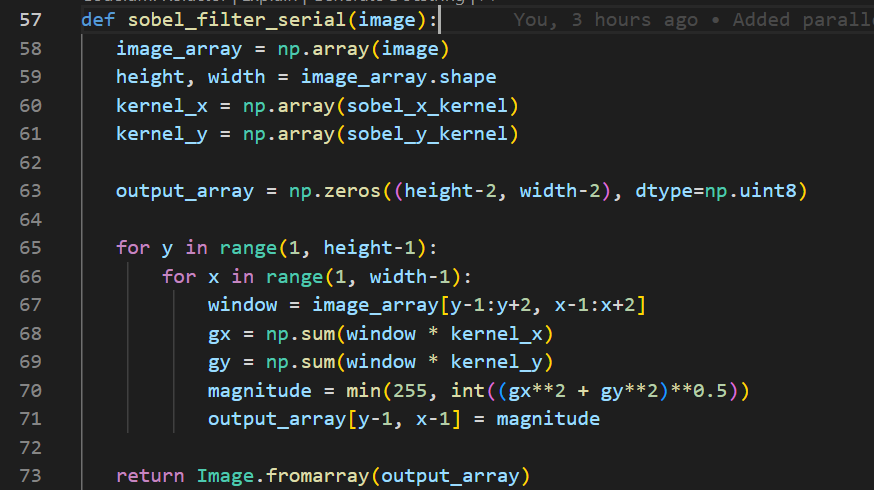 57 def sobel_filter_serial(image): You, 3 hours ago • Added paralle
58     image_array = np.array(image)
59     height, width = image_array.shape
60     kernel_x = np.array(sobel_x_kernel)
61     kernel_y = np.array(sobel_y_kernel)
62
63     output_array = np.zeros((height-2, width-2), dtype=np.uint8)
64
65     for y in range(1, height-1):
66         for x in range(1, width-1):
67             window = image_array[y-1:y+2, x-1:x+2]
68             gx = np.sum(window * kernel_x)
69             gy = np.sum(window * kernel_y)
70             magnitude = min(255, int((gx**2 + gy**2)**0.5))
71             output_array[y-1, x-1] = magnitude
72
73     return Image.fromarray(output_array)